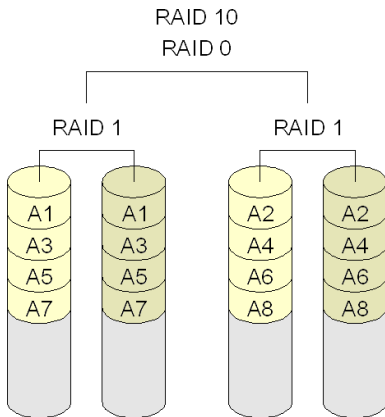 RAID 10
RAID 0
RAID 1 RAID 1
A1 A1 A2 A2
A3 A3 A4 A4
A5 A5 A6 A6
A7 A7 A8 A8